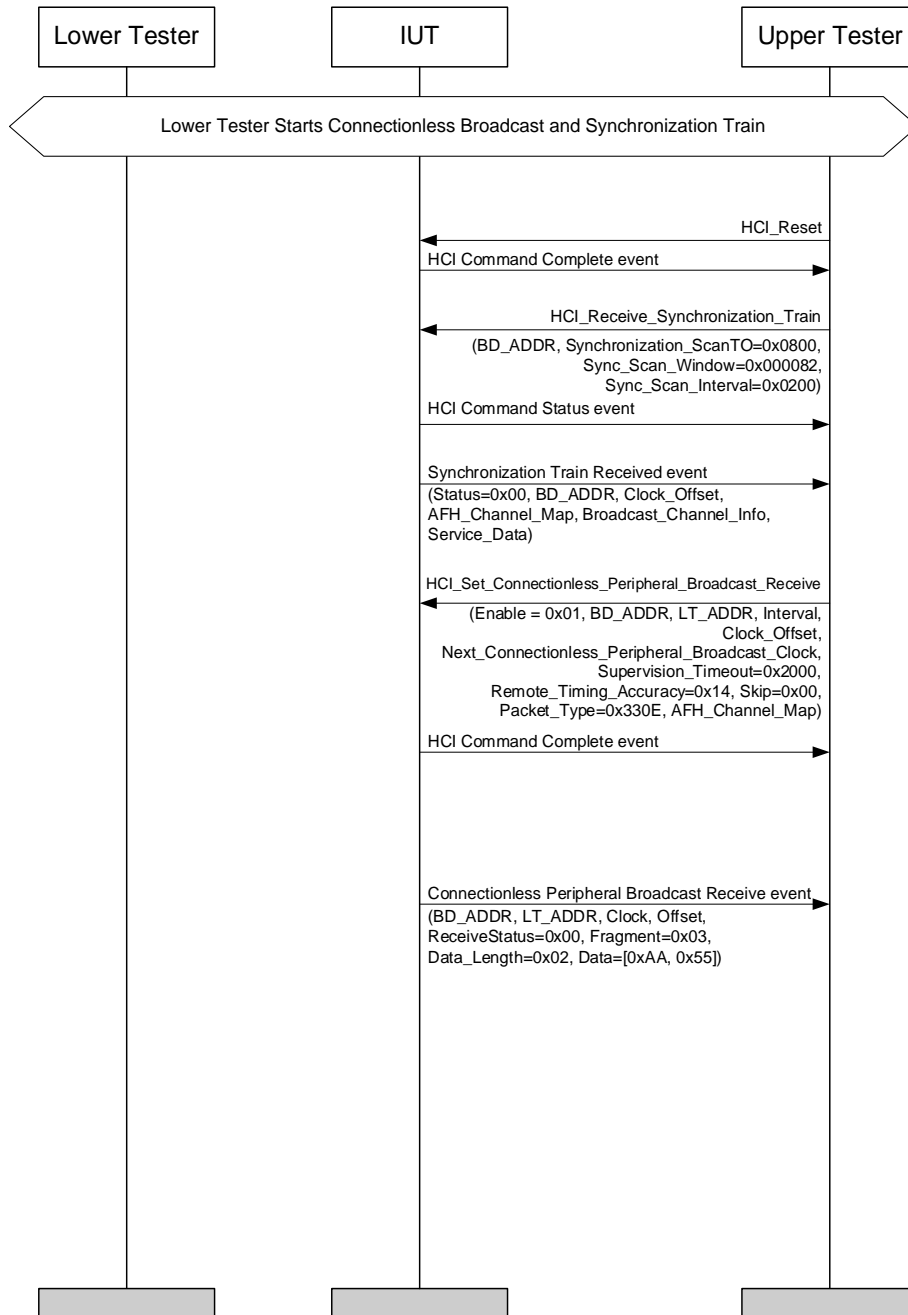 Lower Tester
IUT
Upper Tester
Lower Tester Starts Connectionless Broadcast and Synchronization Train
HCI_Reset
HCI Command Complete event
HCI_Receive_Synchronization_Train
(BD_ADDR, Synchronization_ScanTO=0x0800,
Sync_Scan_Window=0x000082,
Sync_Scan_Interval=0x0200)
HCI Command Status event
Synchronization Train Received event
(Status=0x00, BD_ADDR, Clock_Offset,
AFH_Channel_Map, Broadcast_Channel_Info,
Service_Data)
HCI_Set_Connectionless_Peripheral_Broadcast_Receive
(Enable = 0x01, BD_ADDR, LT_ADDR, Interval,
Clock_Offset,
Next_Connectionless_Peripheral_Broadcast_Clock,
Supervision_Timeout=0x2000,
Remote_Timing_Accuracy=0x14, Skip=0x00,
Packet_Type=0x330E, AFH_Channel_Map)
HCI Command Complete event
Connectionless Peripheral Broadcast Receive event
(BD_ADDR, LT_ADDR, Clock, Offset,
ReceiveStatus=0x00, Fragment=0x03,
Data_Length=0x02, Data=[0xAA, 0x55])